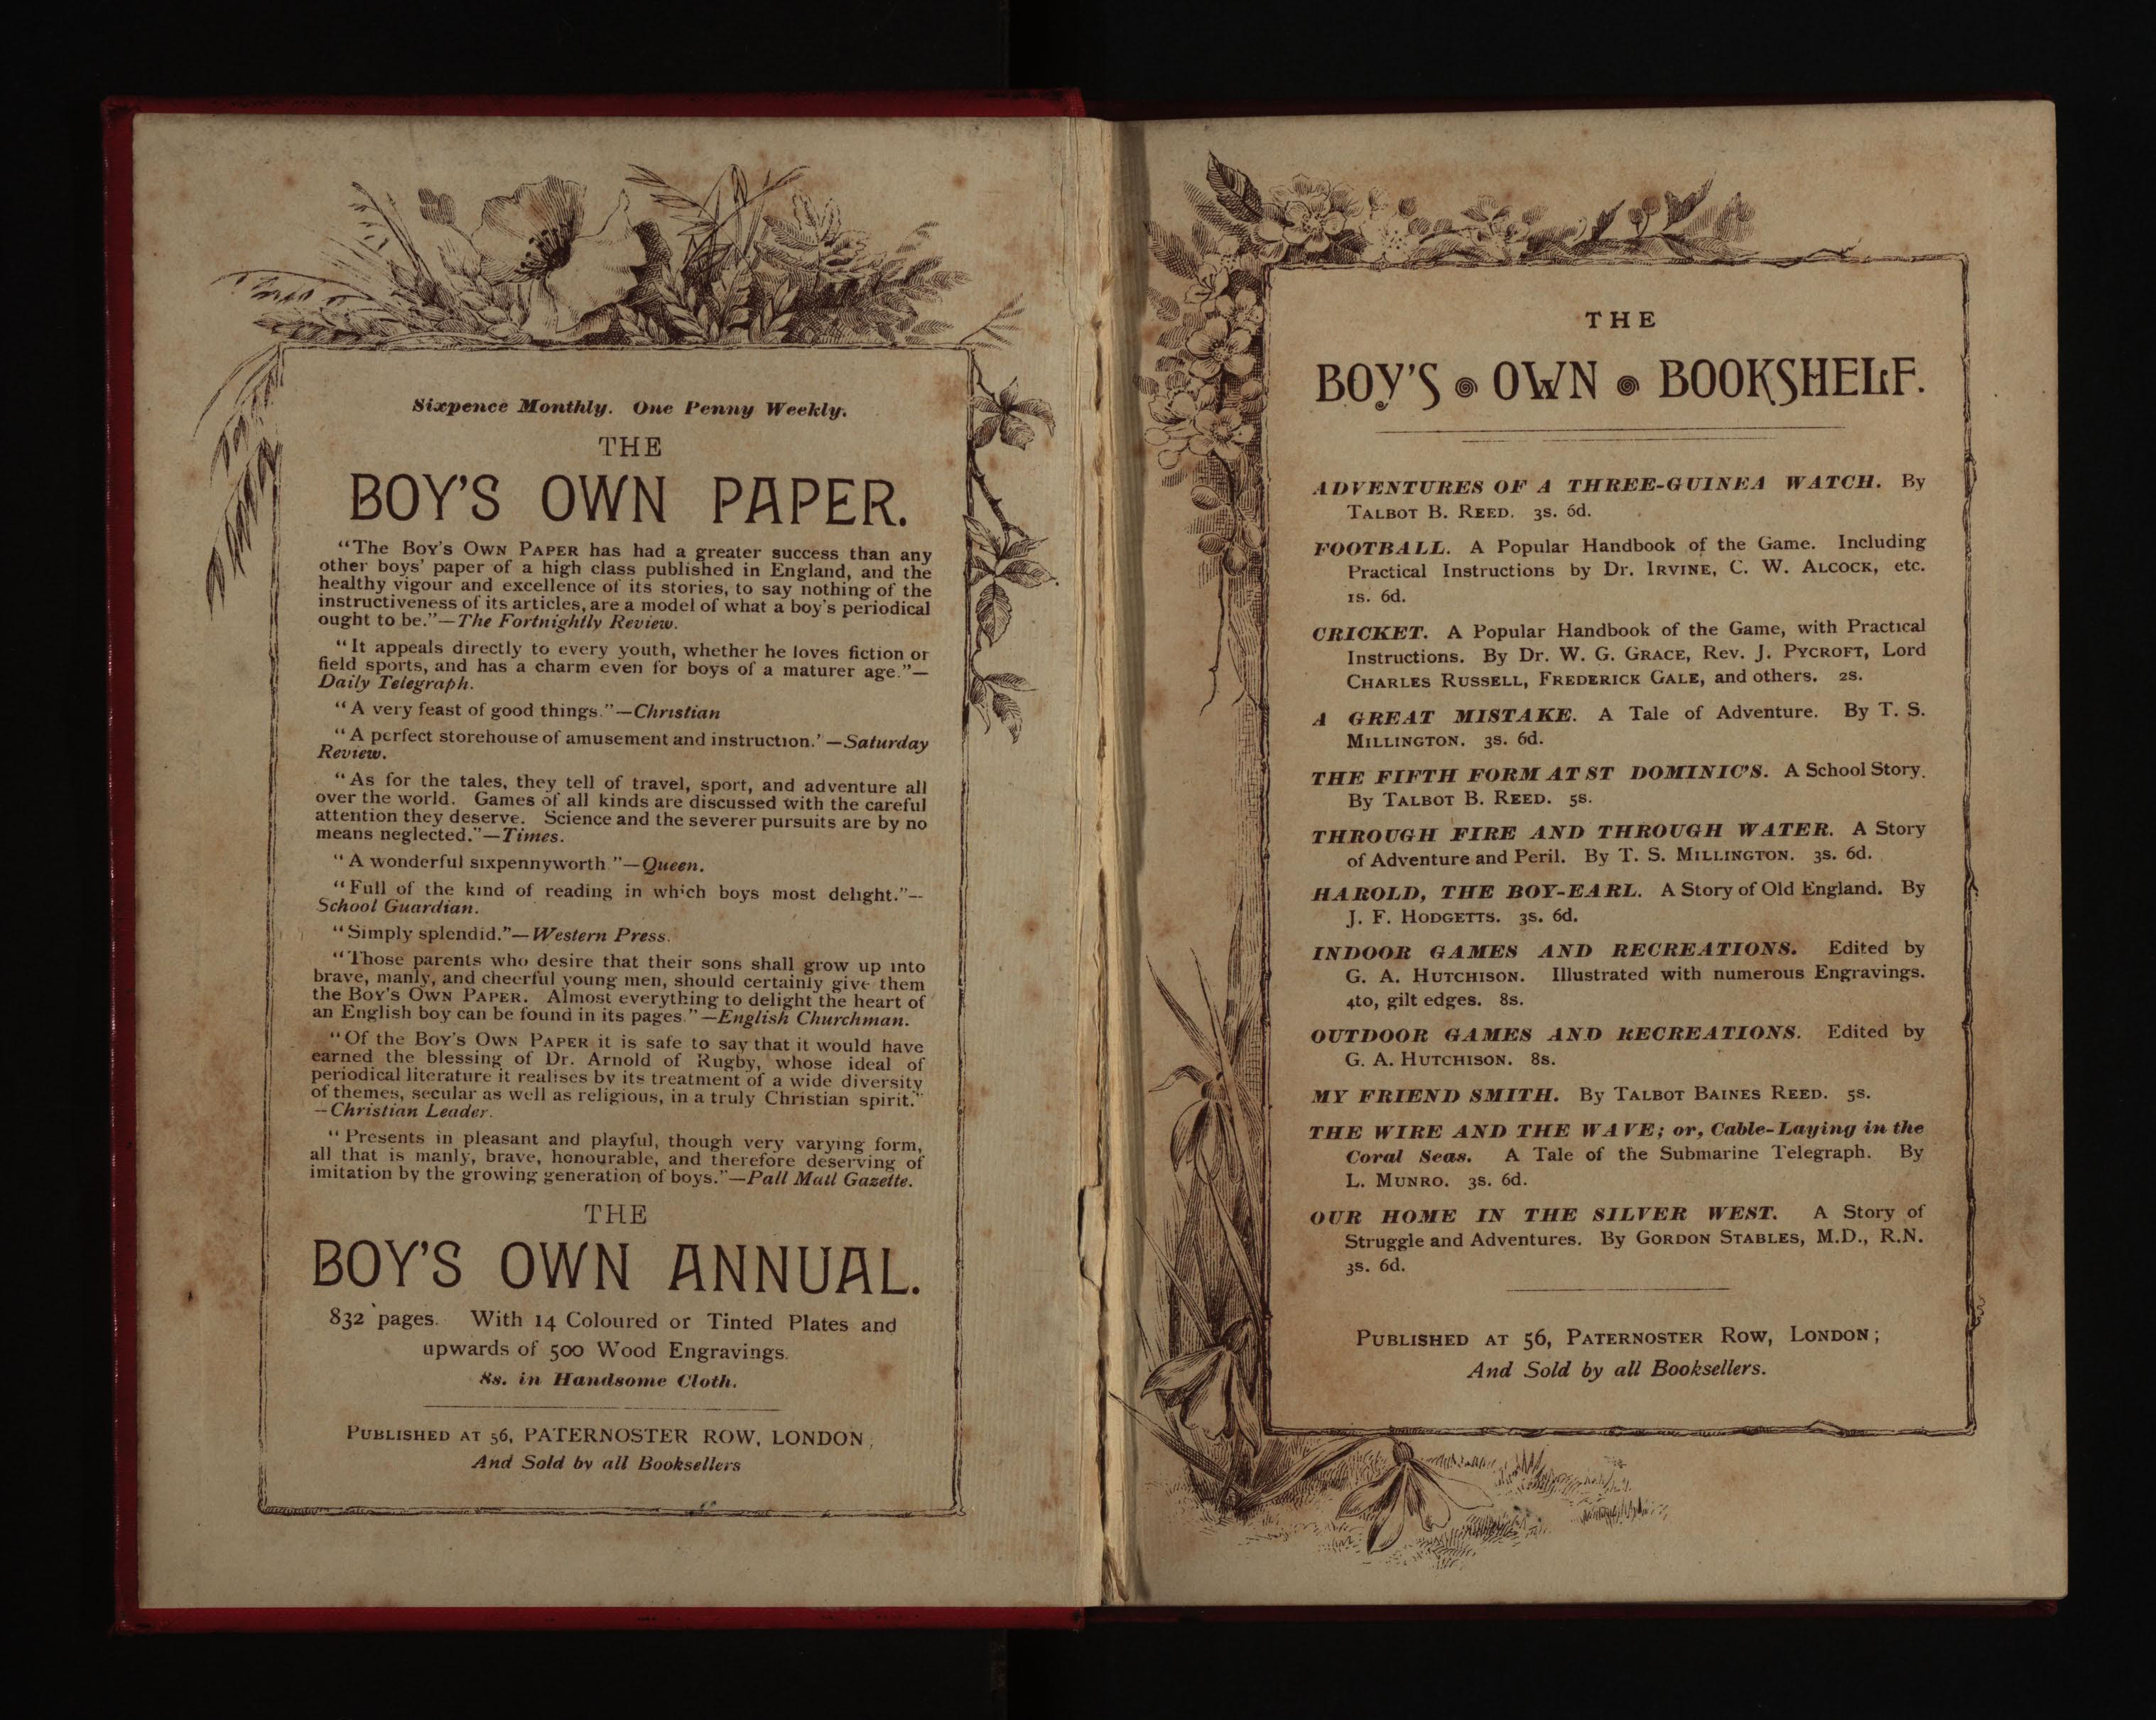 Sixpence Monthly. One Penny Weekly.
THE
BOY'S OWN PAPER.
"The BOY'S OWN PAPER has had a greater success than any
other boys' paper of a high class published in England, and the
healthy vigour and excellence of its stories, to say nothing of the
instructiveness of its articles, are a model of what a boy's periodical
ought to be."—The Fortnightly Review.
"It appeals directly to every youth, whether he loves fiction or
field sports, and has a charm even for boys of a maturer age."—
Daily Telegraph.
"A very feast of good things."—Christian
"A perfect storehouse of amusement and instruction.'—Saturday
Review.
"As for the tales, they tell of travel, sport, and adventure all
over the world. Games of all kinds are discussed with the careful
attention they deserve. Science and the severer pursuits are by no
means neglected."—Times.
"A wonderful sixpennyworth"—Queen.
"Full of the kind of reading in which boys most delight."—
School Guardian.
"Simply splendid."—Western Press.
"Those parents who desire that their sons shall grow up into
brave, manly, and cheerful young men, should certainly give them
the BOY'S OWN PAPER. Almost everything to delight the heart of
an English boy can be found in its pages."—English Churchman.
"Of the BOY'S OWN PAPER it is safe to say that it would have
earned the blessing of Dr. Arnold of Rugby, whose ideal of
periodical literature it realises by its treatment of a wide diversity
of themes, secular as well as religious, in a truly Christian spirit."
—Christian Leader.
"Presents in pleasant and playful, though very varying form,
all that is manly, brave, honourable, and therefore deserving of
imitation by the growing generation of boys."—Pall Mall Gazette.
THE
BOY'S OWN ANNUAL.
832 pages. With 14 Coloured or Tinted Plates and
upwards of 500 Wood Engravings.
8s. in Handsome Cloth.
PUBLISHED AT 56, PATERNOSTER ROW, LONDON;
And Sold by all Booksellers
THE
BOY'S OWN BOOKSHELF.
ADVENTURES OF A THREE-GUINEA WATCH. By
TALBOT B. REED. 3s. 6d.
FOOTBALL. A Popular Handbook of the Game. Including
Practical Instructions by Dr. IRVINE, C. W. ALCOCK, etc.
1s. 6d.
CRICKET. A Popular Handbook of the Game, with Practical
Instructions. By Dr. W. G. GRACE, Rev. J. PYCROFT, Lord
CHARLES RUSSELL, FREDERICK GALE, and others. 2s.
A GREAT MISTAKE. A Tale of Adventure. By T. S.
MILLINGTON. 3s. 6d.
THE FIFTH FORM AT ST DOMINIC'S. A School Story.
By TALBOT B. REED. 5s.
THROUGH FIRE AND THROUGH WATER. A Story
of Adventure and Peril. By T. S. MILLINGTON. 3s. 6d.
HAROLD, THE BOY-EARL. A Story of Old England. By
J. F. HODGETTS. 3s. 6d.
INDOOR GAMES AND RECREATIONS. Edited by
G. A. HUTCHISON. Illustrated with numerous Engravings.
4to, gilt edges. 8s.
OUTDOOR GAMES AND RECREATIONS. Edited by
G. A. HUTCHISON. 8s.
MY FRIEND SMITH. By TALBOT BAINES REED. 5s.
THE WIRE AND THE WAVE; or, Cable-Laying in the
Coral Seas. A Tale of the Submarine Telegraph. By
L. MUNRO. 3s. 6d.
OUR HOME IN THE SILVER WEST. A Story of
Struggle and Adventures. By GORDON STABLES, M.D., R.N.
3s. 6d.
PUBLISHED AT 56, PATERNOSTER ROW, LONDON;
And Sold by all Booksellers.